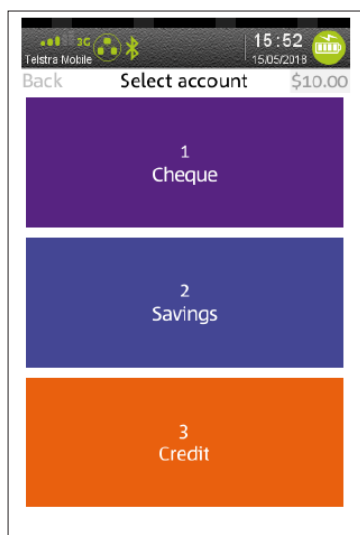 3G 15:52
Telstra Mobile 15/05/2018
Back Select account $10.00
1
Cheque
2
Savings
3
Credit